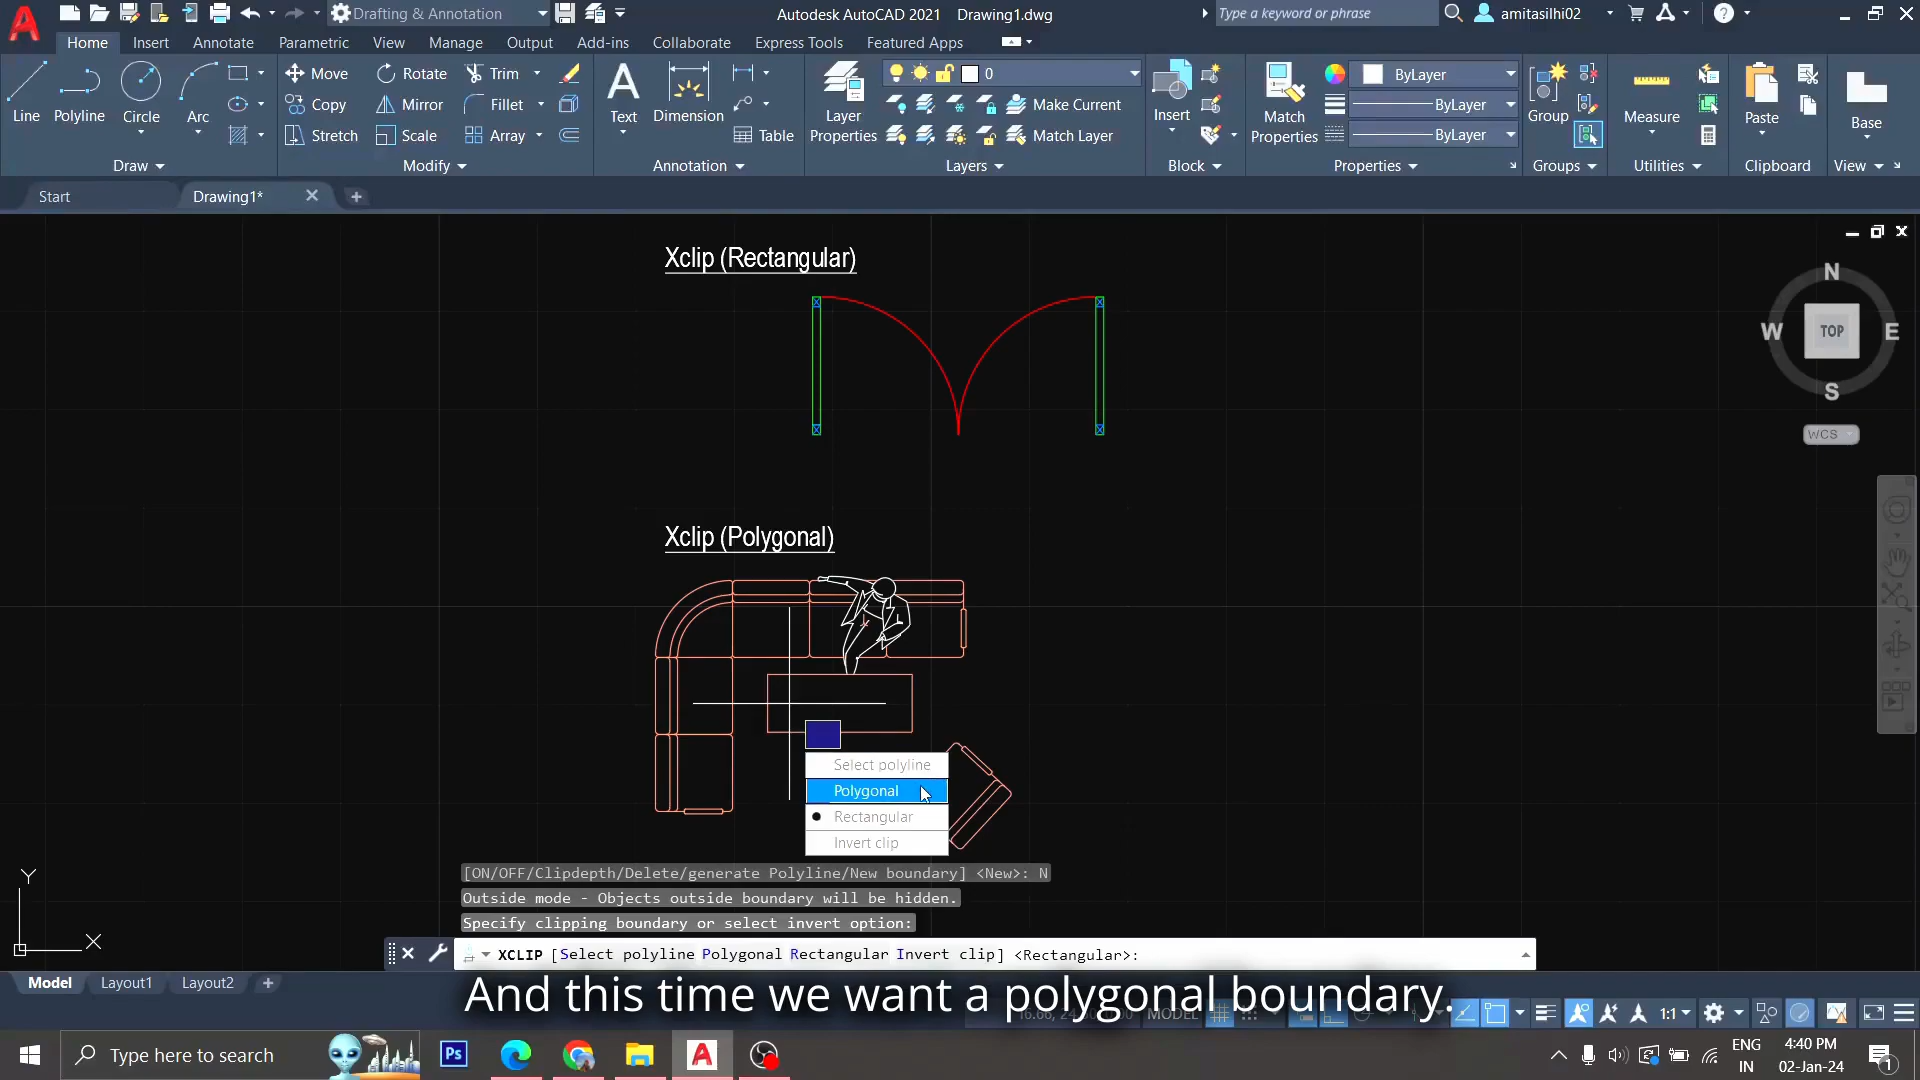 Drafting & Annotation
Autodesk AutoCAD 2021 Drawing1.dwg
Type a keyword or phrase
amitasilhi02
Home Insert Annotate Parametric View Manage Output Add-ins Collaborate Express Tools Featured Apps
Line Polyline Circle Arc
Move Rotate Trim
Copy Mirror Fillet
Stretch Scale Array
Text Dimension Table
Layer Properties
0
Make Current
Match Layer
Insert
Match Properties
ByLayer
ByLayer
ByLayer
Group
Measure
Paste
Base
Draw Modify Annotation Layers Block Properties Groups Utilities Clipboard View
Start Drawing1*
Xclip (Rectangular)
N
W TOP E
S
WCS
Xclip (Polygonal)
Select polyline
Polygonal
Rectangular
Invert clip
Y
X
[ON/OFF/Clipdepth/Delete/generate Polyline/New boundary] <New>: N
Outside mode - Objects outside boundary will be hidden.
Specify clipping boundary or select invert option:
XCLIP [Select polyline Polygonal Rectangular Invert clip] <Rectangular>:
Model Layout1 Layout2
And this time we want a polygonal boundary.
MODEL
1:1
Type here to search
Ps
ENG
IN
4:40 PM
02-Jan-24
1